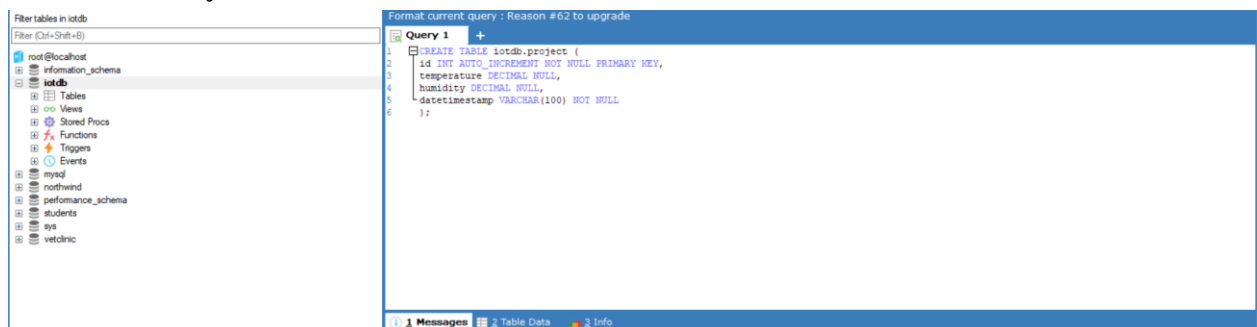 Filter tables in iotdb
Filter (Ctrl+Shift+B)
root@localhost
information_schema
iotdb
Tables
Views
Stored Procs
Functions
Triggers
Events
mysql
northwind
performance_schema
students
sys
vetclinic
Format current query : Reason #62 to upgrade
Query 1 +
1 CREATE TABLE iotdb.project (
2 id INT AUTO_INCREMENT NOT NULL PRIMARY KEY,
3 temperature DECIMAL NULL,
4 humidity DECIMAL NULL,
5 datetimestamp VARCHAR(100) NOT NULL
6 );
1 Messages 2 Table Data 3 Info